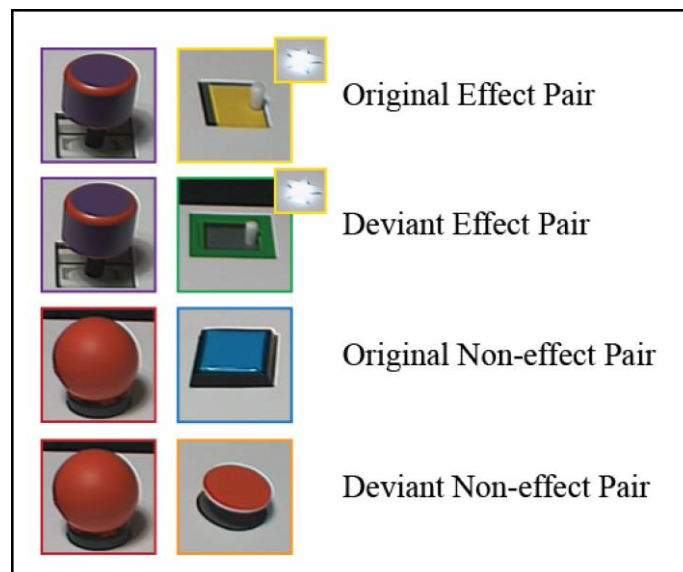 Original Effect Pair
Deviant Effect Pair
Original Non-effect Pair
Deviant Non-effect Pair